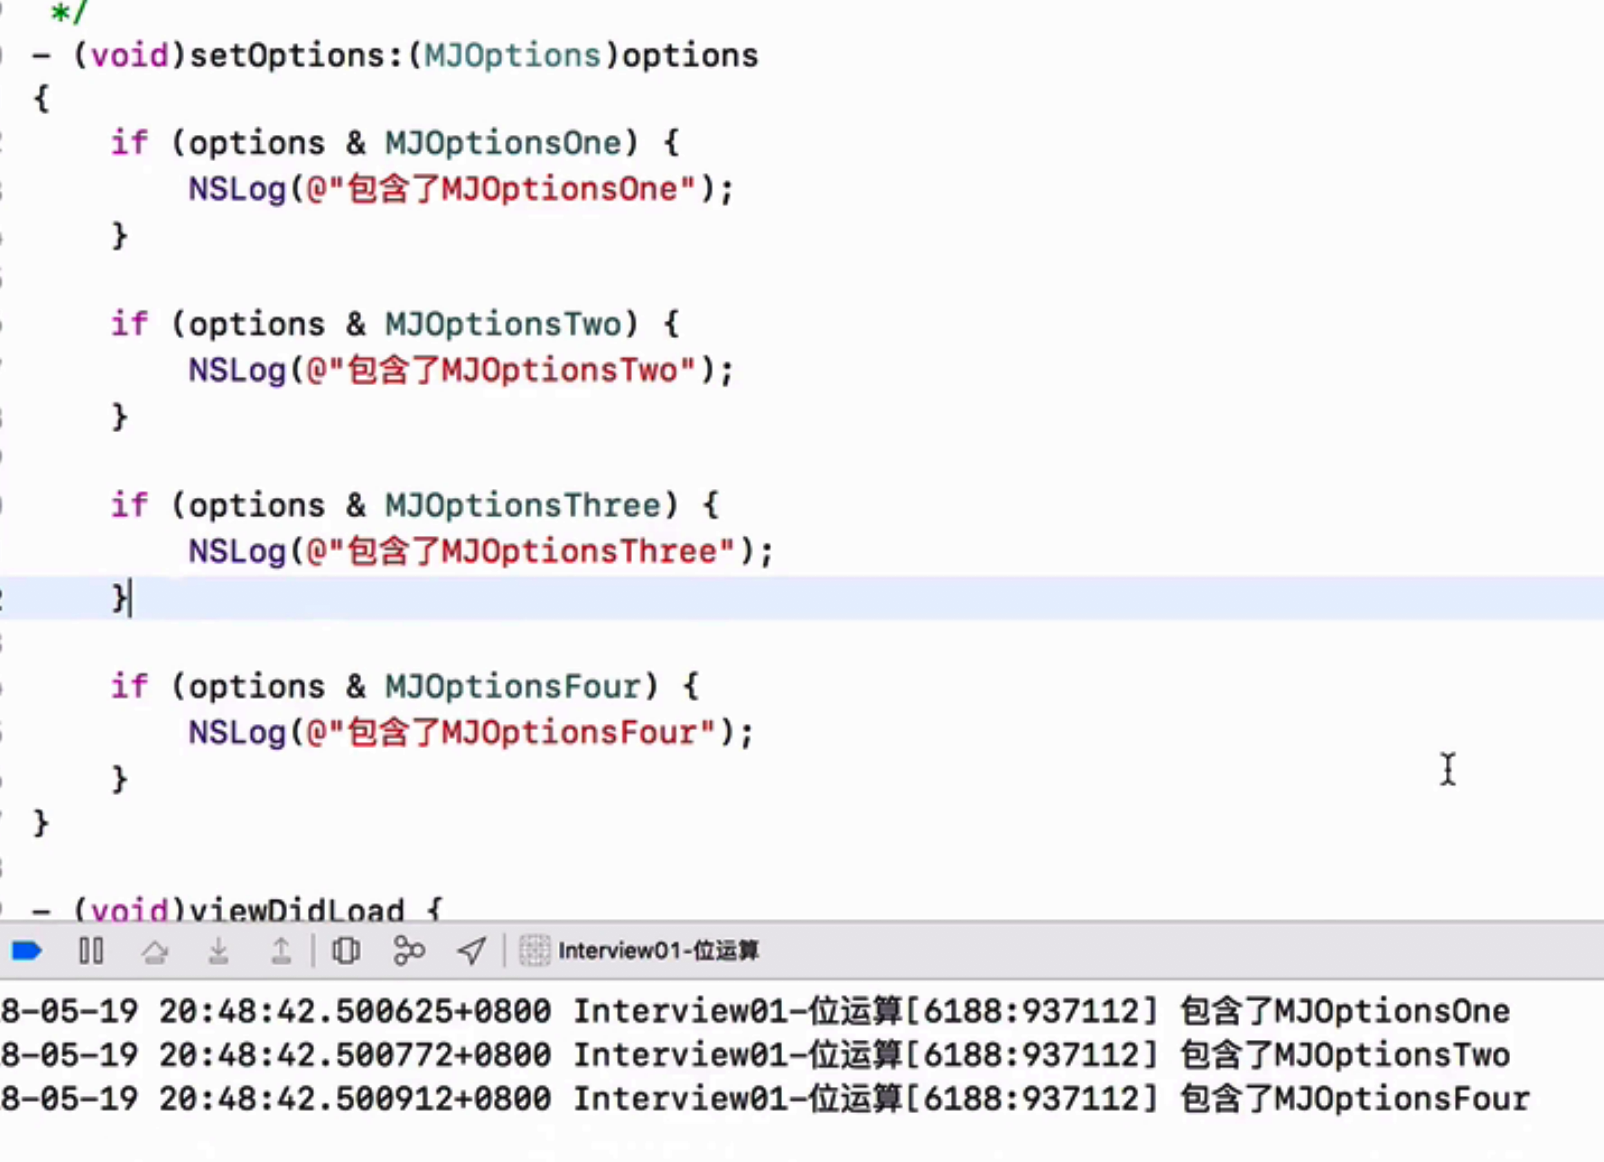 */
- (void)setOptions:(MJOptions)options
{
if (options & MJOptionsOne) {
NSLog(@"包含了MJOptionsOne");
}
if (options & MJOptionsTwo) {
NSLog(@"包含了MJOptionsTwo");
}
if (options & MJOptionsThree) {
NSLog(@"包含了MJOptionsThree");
}
if (options & MJOptionsFour) {
NSLog(@"包含了MJOptionsFour");
}
}
- (void)viewDidLoad {
Interview01-位运算
8-05-19 20:48:42.500625+0800 Interview01-位运算[6188:937112] 包含了MJOptionsOne
8-05-19 20:48:42.500772+0800 Interview01-位运算[6188:937112] 包含了MJOptionsTwo
8-05-19 20:48:42.500912+0800 Interview01-位运算[6188:937112] 包含了MJOptionsFour